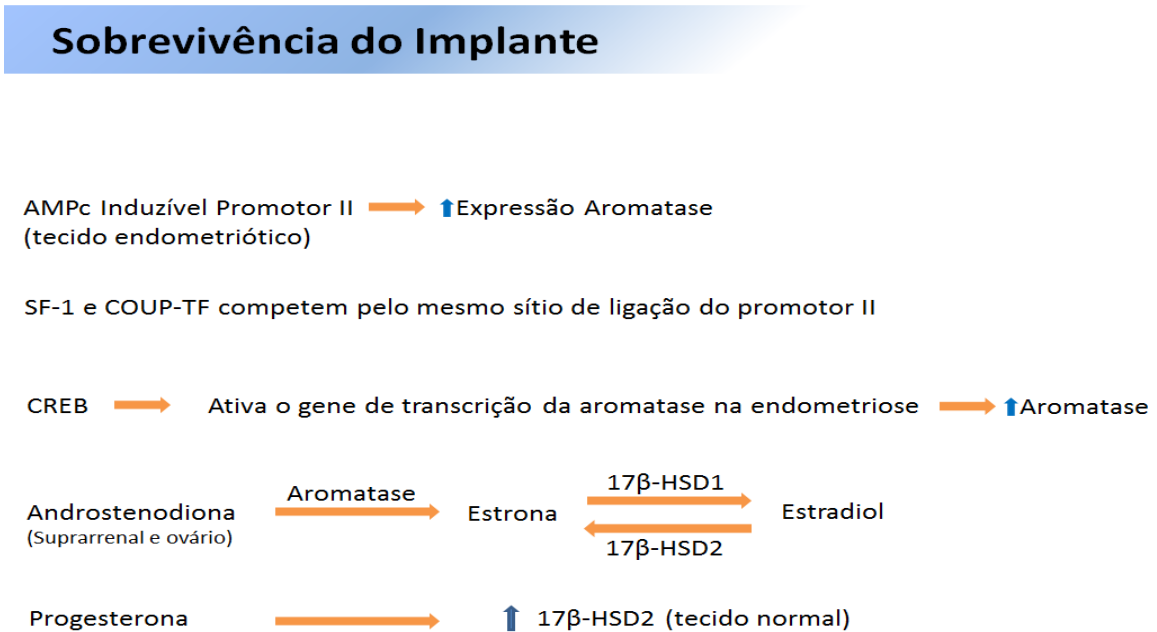 Sobrevivência do Implante
AMPc Induzível Promotor II Expressão Aromatase
(tecido endometriótico)
SF-1 e COUP-TF competem pelo mesmo sítio de ligação do promotor II
CREB Ativa o gene de transcrição da aromatase na endometriose Aromatase
Androstenodiona Aromatase Estrona 17β-HSD1 Estradiol
(Suprarrenal e ovário) 17β-HSD2
Progesterona 17β-HSD2 (tecido normal)